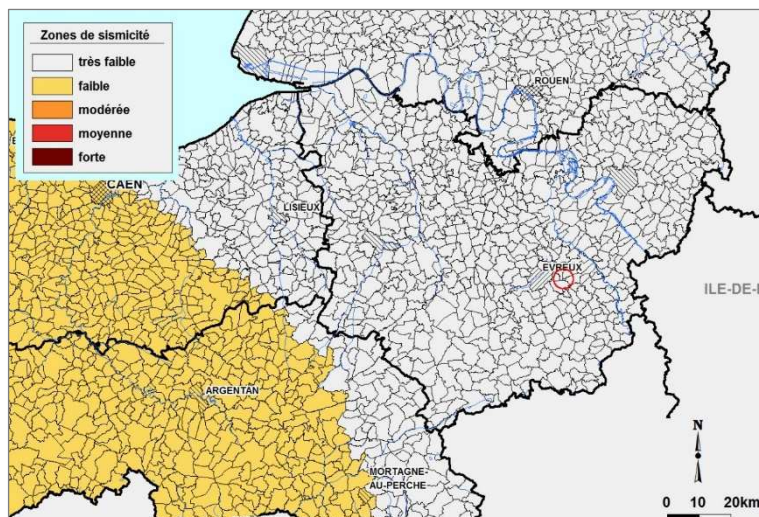 Zones de sismicité
très faible
faible
modérée
moyenne
forte
ROUEN
CAEN
LISIEUX
EVREUX
ILE-DE-
ARGENTAN
MORTAGNE-
AU-PERCHE
N
0 10 20km